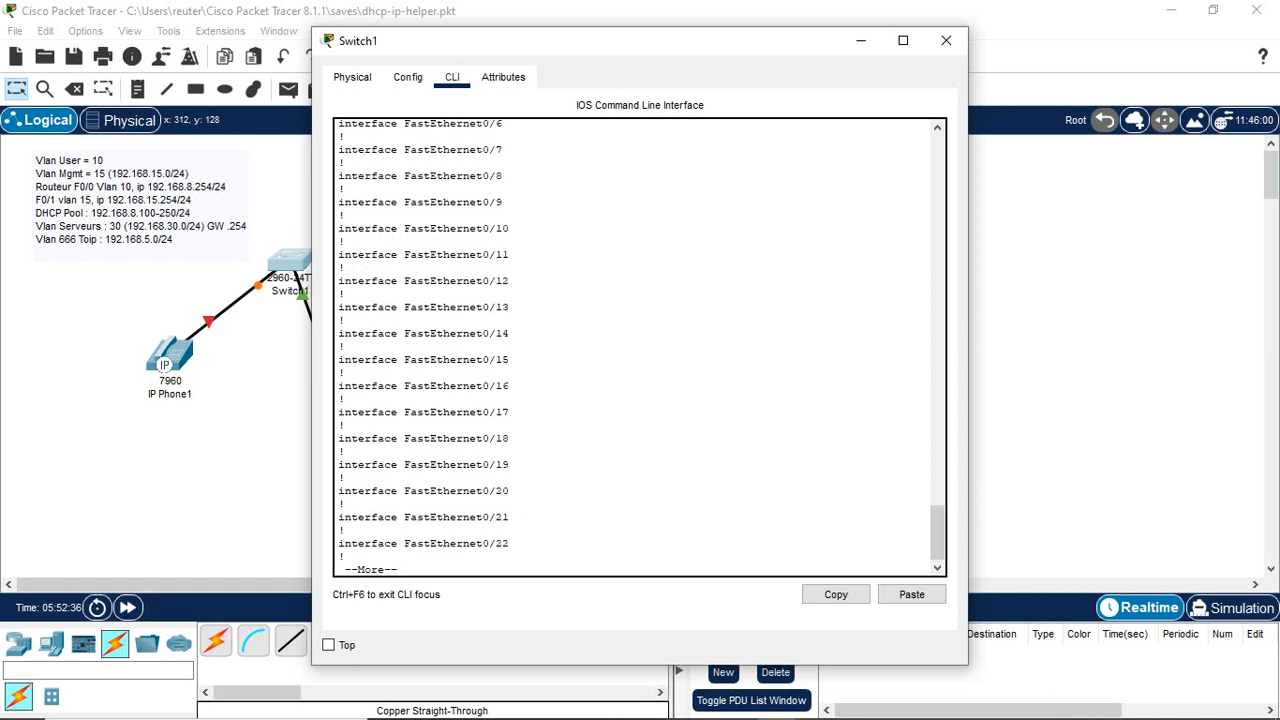 Cisco Packet Tracer 8.1.1 - C:\Users\reuter\Cisco Packet Tracer 8.1.1\saves\dhcp-ip-helper.pkt
File Edit Options View Tools Extensions Window
Switch1
Physical Config CLI Attributes
IOS Command Line Interface
Logical Physical x: 312, y: 128
Root 11:46:00
Vlan User = 10
Vlan Mgmt = 15 (192.168.15.0/24)
Routeur F0/0 Vlan 10, ip 192.168.8.254/24
F0/1 vlan 15, ip 192.168.15.254/24
DHCP Pool : 192.168.8.100-250/24
Vlan Serveurs : 30 (192.168.30.0/24) GW .254
Vlan 666 Toip : 192.168.5.0/24
2960-24T
Switch1
IP
7960
IP Phone1
interface FastEthernet0/6
!
interface FastEthernet0/7
!
interface FastEthernet0/8
!
interface FastEthernet0/9
!
interface FastEthernet0/10
!
interface FastEthernet0/11
!
interface FastEthernet0/12
!
interface FastEthernet0/13
!
interface FastEthernet0/14
!
interface FastEthernet0/15
!
interface FastEthernet0/16
!
interface FastEthernet0/17
!
interface FastEthernet0/18
!
interface FastEthernet0/19
!
interface FastEthernet0/20
!
interface FastEthernet0/21
!
interface FastEthernet0/22
!
--More--
Ctrl+F6 to exit CLI focus
Copy Paste
Top
Time: 05:52:36
Realtime Simulation
Destination Type Color Time(sec) Periodic Num Edit
New Delete
Toggle PDU List Window
Copper Straight-Through